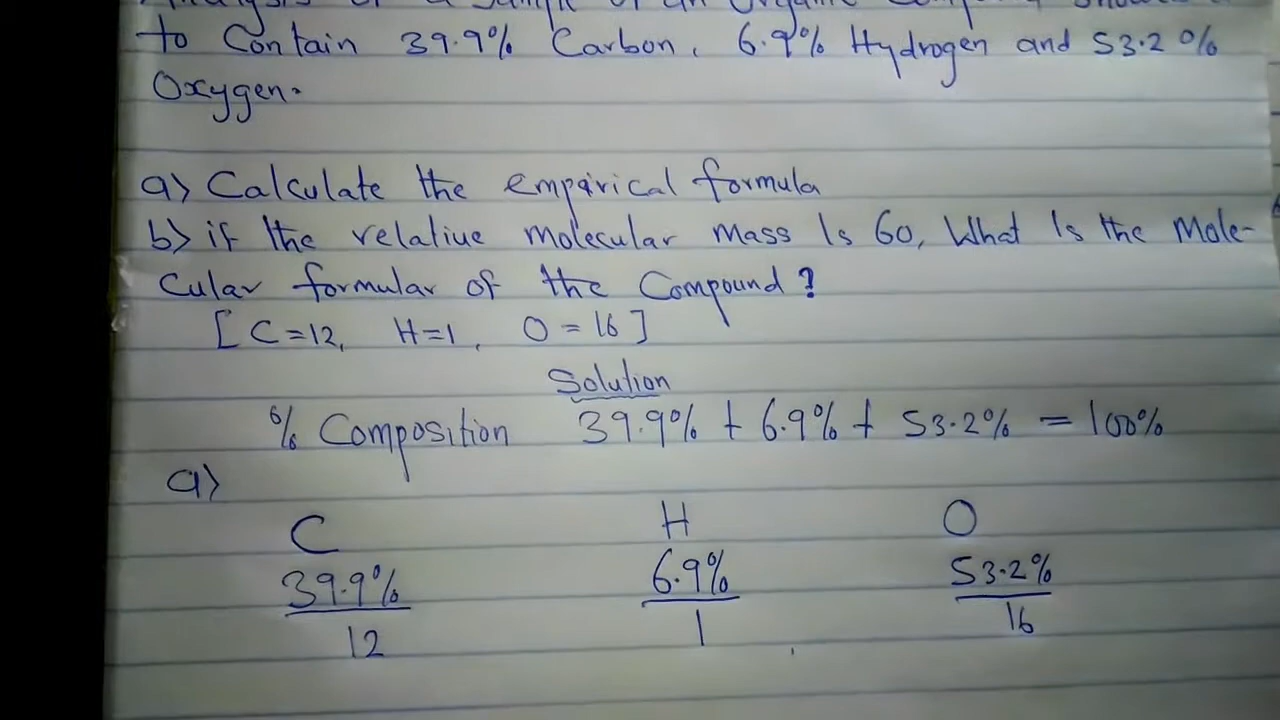 to Contain 39.9% Carbon, 6.9% Hydrogen and 53.2%
Oxygen.
a) Calculate the empirical formula
b) if the relative molecular mass Is 60, What Is the Mole-
cular formular of the Compound?
[C=12, H=1, O=16]
Solution
% Composition 39.9% + 6.9% + 53.2% = 100%
a)
C H O
39.9% 6.9% 53.2%
12 1 16